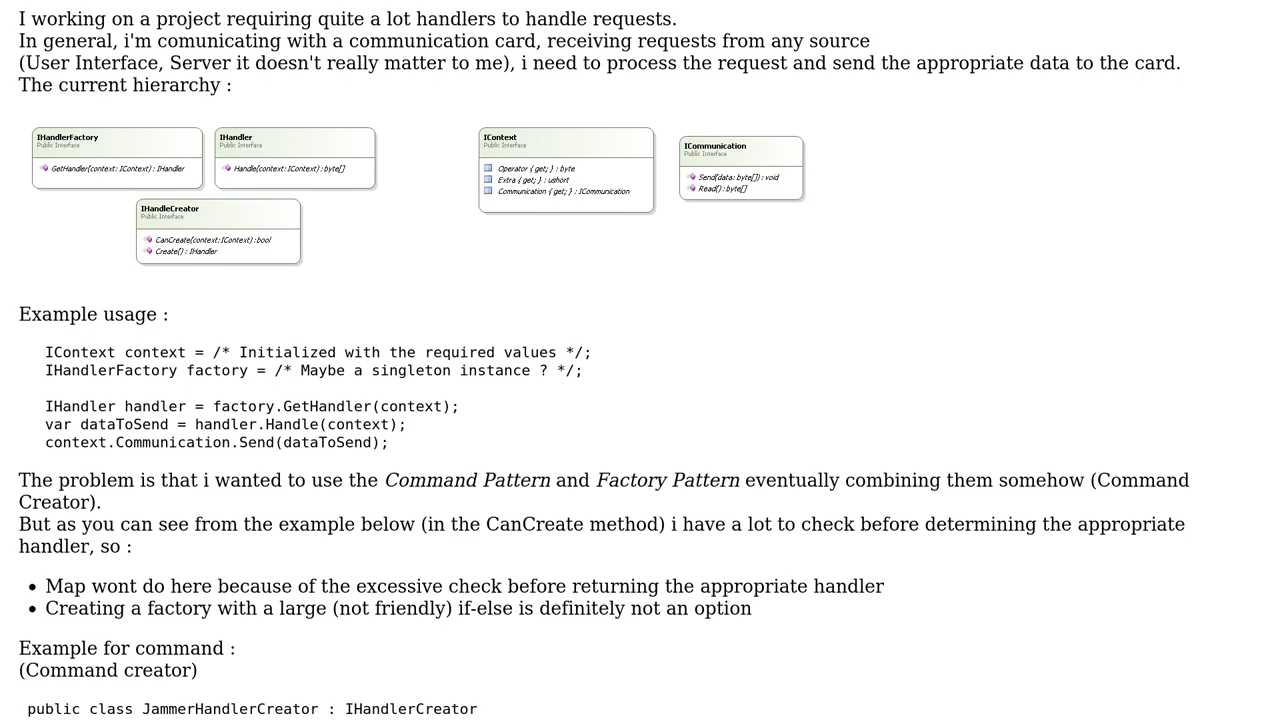 I working on a project requiring quite a lot handlers to handle requests.
In general, i'm comunicating with a communication card, receiving requests from any source
(User Interface, Server it doesn't really matter to me), i need to process the request and send the appropriate data to the card.
The current hierarchy :
IHandlerFactory
Public Interface
GetHandler(context: IContext) : IHandler
IHandler
Public Interface
Handle(context: IContext) : byte[]
IContext
Public Interface
Operator { get; } : byte
Extra { get; } : ushort
Communication { get; } : ICommunication
ICommunication
Public Interface
Send(data: byte[]) : void
Read() : byte[]
IHandleCreator
Public Interface
CanCreate(context:IContext) :bool
Create() : IHandler
Example usage :
IContext context = /* Initialized with the required values */;
IHandlerFactory factory = /* Maybe a singleton instance ? */;
IHandler handler = factory.GetHandler(context);
var dataToSend = handler.Handle(context);
context.Communication.Send(dataToSend);
The problem is that i wanted to use the Command Pattern and Factory Pattern eventually combining them somehow (Command
Creator).
But as you can see from the example below (in the CanCreate method) i have a lot to check before determining the appropriate
handler, so :
• Map wont do here because of the excessive check before returning the appropriate handler
• Creating a factory with a large (not friendly) if-else is definitely not an option
Example for command :
(Command creator)
public class JammerHandlerCreator : IHandlerCreator